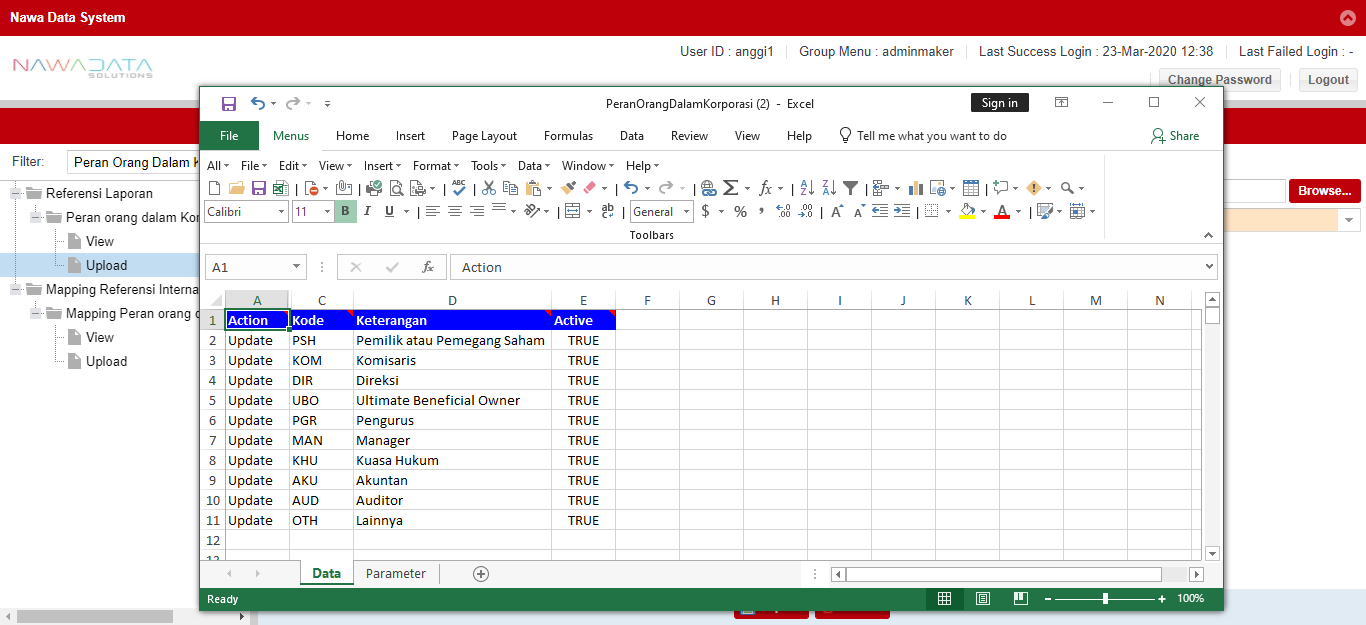 Nawa Data System
User ID : anggi1
Group Menu : adminmaker
Last Success Login : 23-Mar-2020 12:38
Last Failed Login : -
NAWADATA
SOLUTIONS
Change Password
Logout
PeranOrangDalamKorporasi (2) - Excel
Sign in
File Menus Home Insert Page Layout Formulas Data Review View Help Tell me what you want to do Share
Filter:
Peran Orang Dalam K
All File Edit View Insert Format Tools Data Window Help
Browse...
Calibri 11 B I U General $ % ,
Toolbars
Referensi Laporan
Peran orang dalam Kor
View
Upload
Mapping Referensi Interna
Mapping Peran orang d
View
Upload
A1 fx Action
A C D E F G H I J K L M N
1 Action Kode Keterangan Active
2 Update PSH Pemilik atau Pemegang Saham TRUE
3 Update KOM Komisaris TRUE
4 Update DIR Direksi TRUE
5 Update UBO Ultimate Beneficial Owner TRUE
6 Update PGR Pengurus TRUE
7 Update MAN Manager TRUE
8 Update KHU Kuasa Hukum TRUE
9 Update AKU Akuntan TRUE
10 Update AUD Auditor TRUE
11 Update OTH Lainnya TRUE
12
13
Data Parameter
Ready
100%